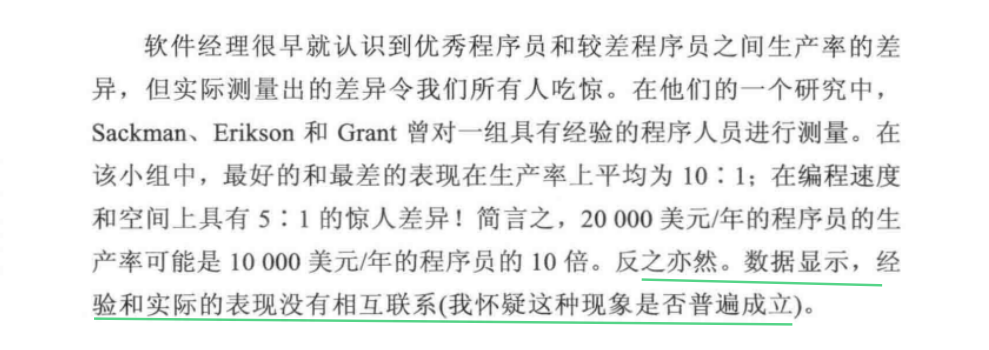 软件经理很早就认识到优秀程序员和较差程序员之间生产率的差
异，但实际测量出的差异令我们所有人吃惊。在他们的一个研究中，
Sackman、Erikson 和 Grant 曾对一组具有经验的程序人员进行测量。在
该小组中，最好的和最差的表现在生产率上平均为 10∶1；在编程速度
和空间上具有 5∶1 的惊人差异！简言之，20 000 美元/年的程序员的生
产率可能是 10 000 美元/年的程序员的 10 倍。反之亦然。数据显示，经
验和实际的表现没有相互联系(我怀疑这种现象是否普遍成立)。